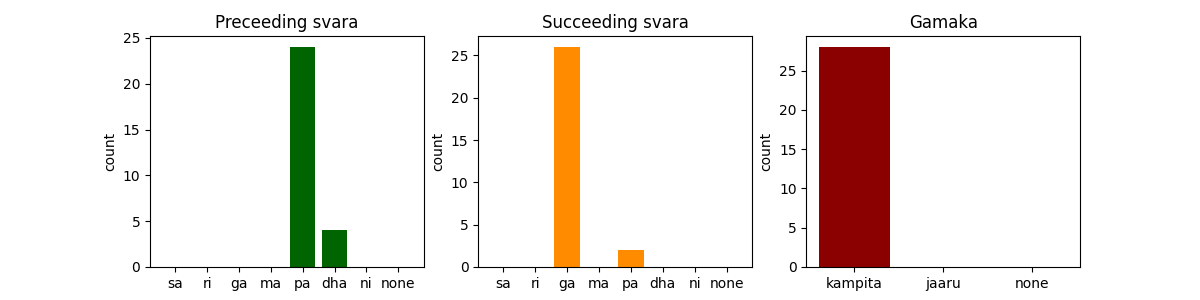 Preceeding svara
count
25
20
15
10
5
0
sa ri ga ma pa dha ni none
Succeeding svara
count
25
20
15
10
5
0
sa ri ga ma pa dha ni none
Gamaka
count
25
20
15
10
5
0
kampita jaaru none